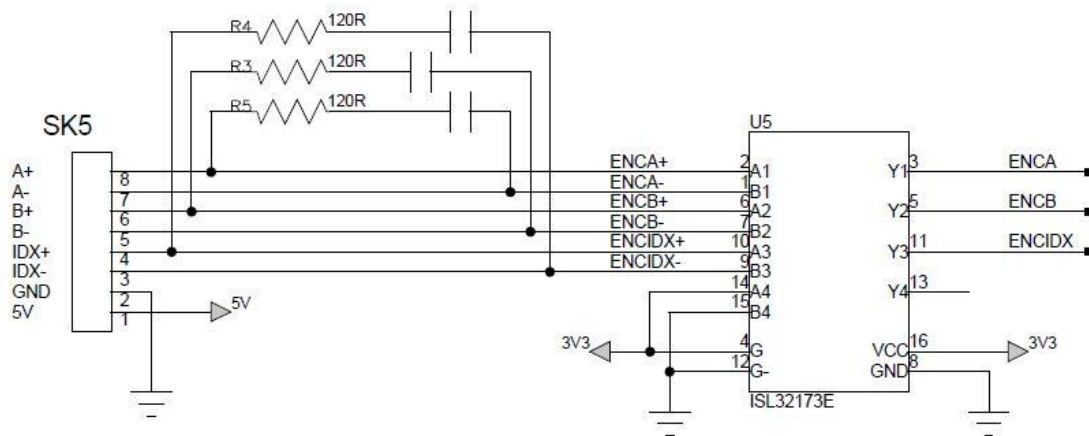 R4 120R
R3 120R
R5 120R
SK5
U5
A+ 8 ENCA+ 2 A1 Y1 3 ENCA
A- 7 ENCA- 1 B1
B+ 6 ENCB+ 6 A2 Y2 5 ENCB
B- 5 ENCB- 7 B2
IDX+ 4 ENCIDX+ 10 A3 Y3 11 ENCIDX
IDX- 3 ENCIDX- 9 B3
GND 2 14 A4 Y4 13
5V 1 5V 15 B4
3V3 4 G VCC 16 3V3
12 G- GND 8
ISL32173E